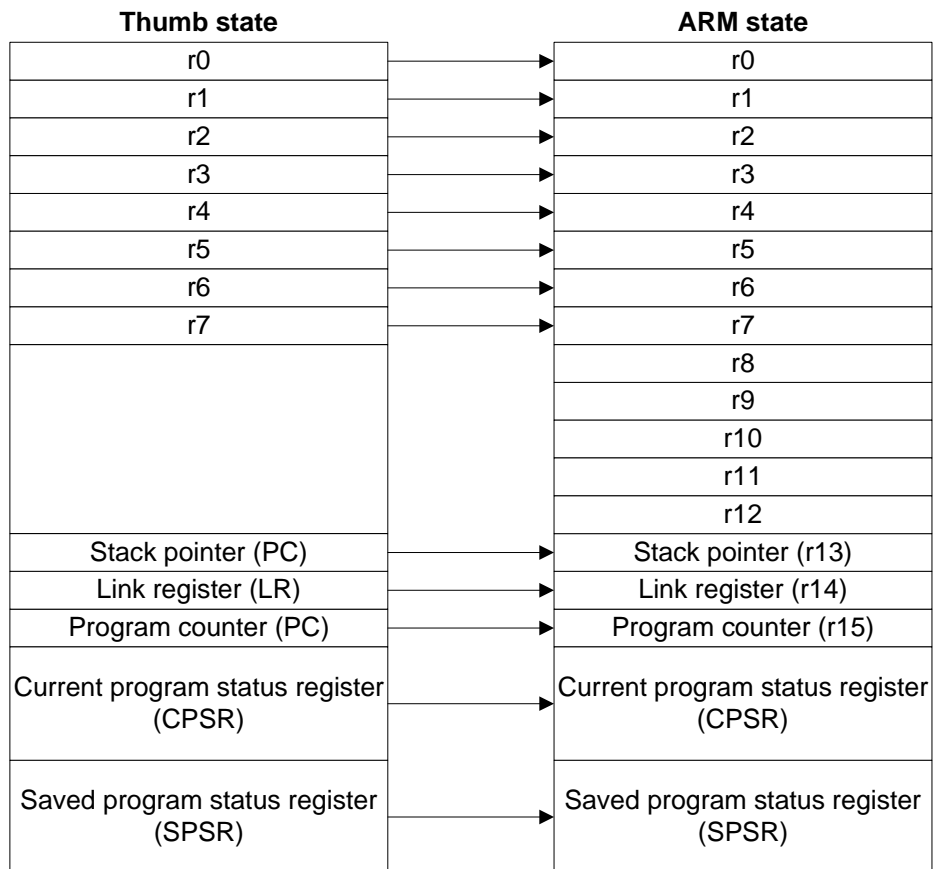 Thumb state
ARM state
r0
r0
r1
r1
r2
r2
r3
r3
r4
r4
r5
r5
r6
r6
r7
r7
r8
r9
r10
r11
r12
Stack pointer (PC)
Stack pointer (r13)
Link register (LR)
Link register (r14)
Program counter (PC)
Program counter (r15)
Current program status register
(CPSR)
Current program status register
(CPSR)
Saved program status register
(SPSR)
Saved program status register
(SPSR)